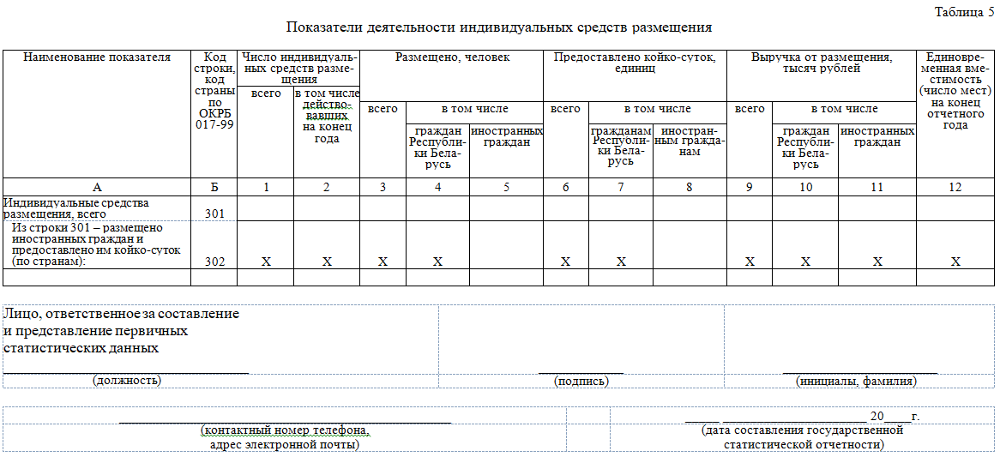 Таблица 5
Показатели деятельности индивидуальных средств размещения
Наименование показателя
Код
строки,
код
страны
по
ОКРБ
017-99
Число индивидуаль-
ных средств разме-
щения
всего
в том числе
действо-
вавших
на конец
года
Размещено, человек
всего
в том числе
граждан
Республи-
ки Бела-
русь
иностранных
граждан
Предоставлено койко-суток,
единиц
всего
в том числе
гражданам
Республи-
ки Бела-
русь
иностран-
ным гражда-
нам
Выручка от размещения,
тысяч рублей
всего
в том числе
граждан
Республи-
ки Бела-
русь
иностранных
граждан
Единовре-
менная вме-
стимость
(число мест)
на конец
отчетного
года
А Б 1 2 3 4 5 6 7 8 9 10 11 12
Индивидуальные средства
размещения, всего 301
Из строки 301 – размещено
иностранных граждан и
предоставлено им койко-суток
(по странам): 302 Х Х Х Х Х Х Х Х Х Х
Лицо, ответственное за составление
и представление первичных
статистических данных
(должность) (подпись) (инициалы, фамилия)
______ ________________________ 20____г.
(контактный номер телефона,
адрес электронной почты)
(дата составления государственной
статистической отчетности)